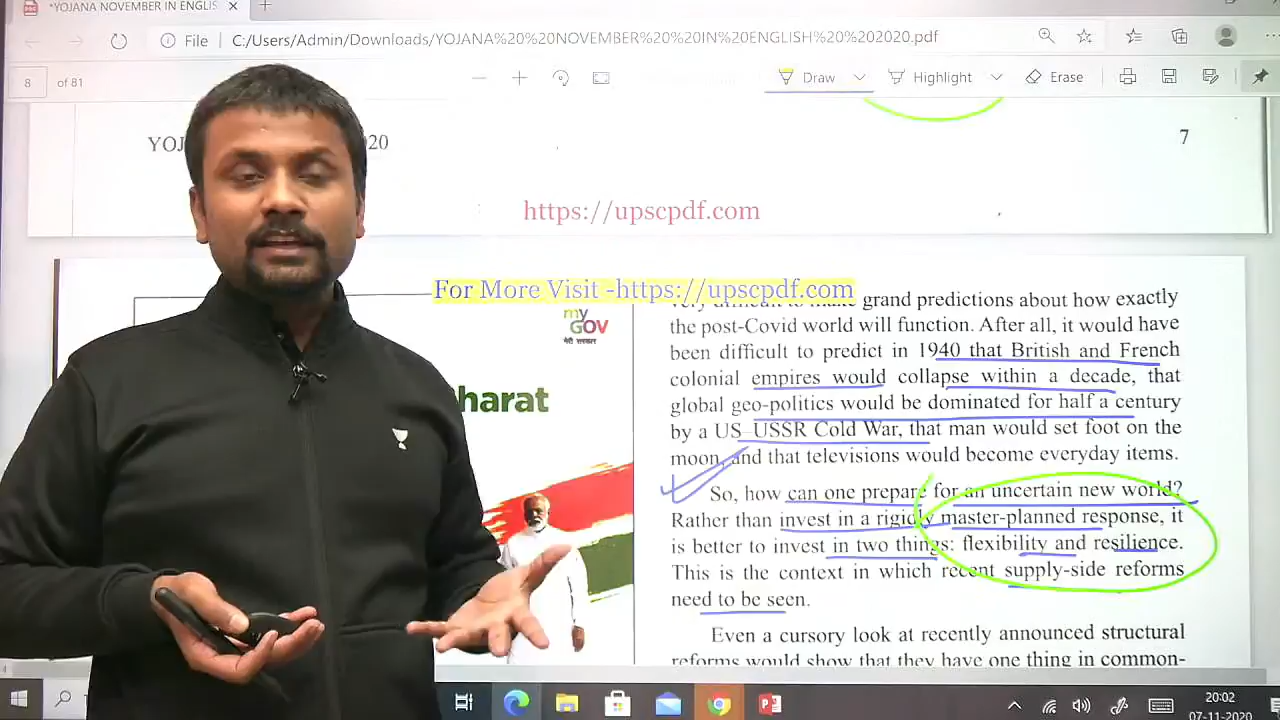 *YOJANA NOVEMBER IN ENGLIS
File C:/Users/Admin/Downloads/YOJANA%20%20NOVEMBER%20%20IN%20ENGLISH%20%202020.pdf
8 of 81 Draw Highlight Erase
YOJ 20
7
https://upscpdf.com
For More Visit -https://upscpdf.com
my
GOV
मेरी सरकार
harat
grand predictions about how exactly
the post-Covid world will function. After all, it would have
been difficult to predict in 1940 that British and French
colonial empires would collapse within a decade, that
global geo-politics would be dominated for half a century
by a US–USSR Cold War, that man would set foot on the
moon, and that televisions would become everyday items.
So, how can one prepare for an uncertain new world?
Rather than invest in a rigidly master-planned response, it
is better to invest in two things: flexibility and resilience.
This is the context in which recent supply-side reforms
need to be seen.
Even a cursory look at recently announced structural
reforms would show that they have one thing in common-
20:02
07-11-2020